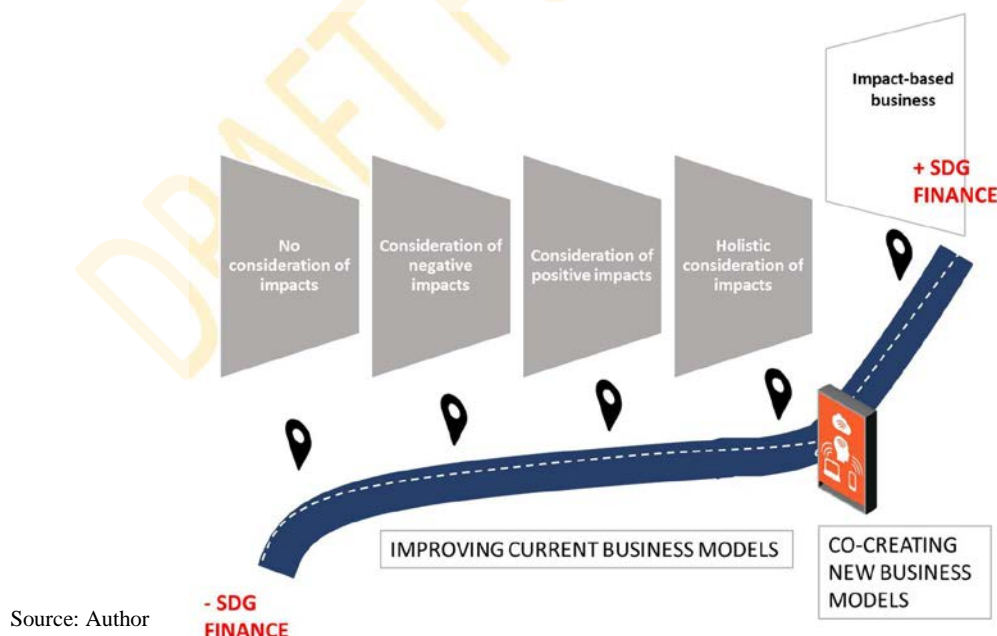 DRAFT
Impact-based
business
+ SDG
FINANCE
No
consideration of
impacts
Consideration of
negative
impacts
Consideration of
positive impacts
Holistic
consideration of
impacts
IMPROVING CURRENT BUSINESS MODELS
CO-CREATING
NEW BUSINESS
MODELS
- SDG
FINANCE
Source: Author